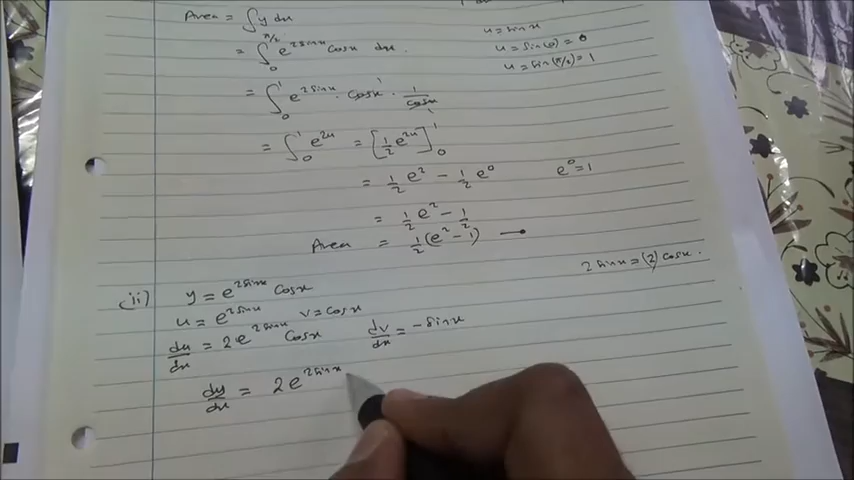 Area = ∫ y dx
u = sinx
= ∫₀^{π/2} e^{2sinx} cosx dx.
u = sin(0) = 0
u = sin(π/2) = 1
= ∫₀¹ e^{2sinx} · cosx · 1/cosx
= ∫₀¹ e^{2u} = [1/2 e^{2u}]₀¹
= 1/2 e² - 1/2 e⁰ e⁰ = 1
= 1/2 e² - 1/2
Area = 1/2 (e² - 1)
2 sinx = (2) cosx.
(ii) y = e^{2sinx} cosx
u = e^{2sinx} v = cosx
du/dx = 2e^{2sinx} cosx dv/dx = -sinx
dy/dx = 2e^{2sinx}